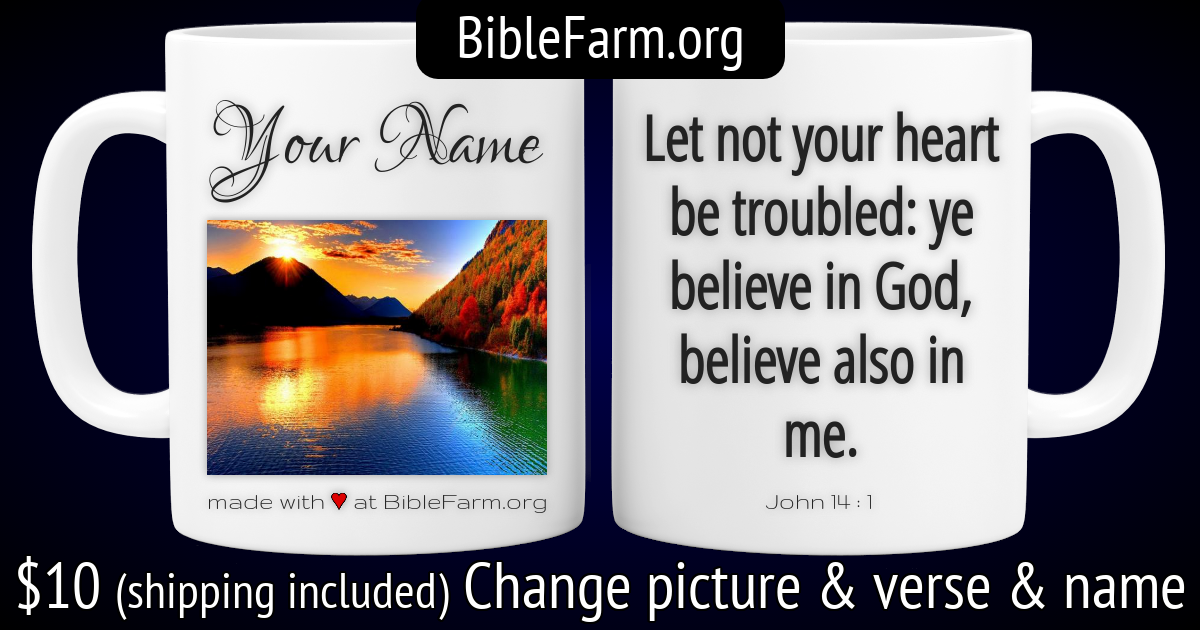 BibleFarm.org
Your Name
made with ♥ at BibleFarm.org
Let not your heart
be troubled: ye
believe in God,
believe also in
me.
John 14 : 1
$10 (shipping included) Change picture & verse & name